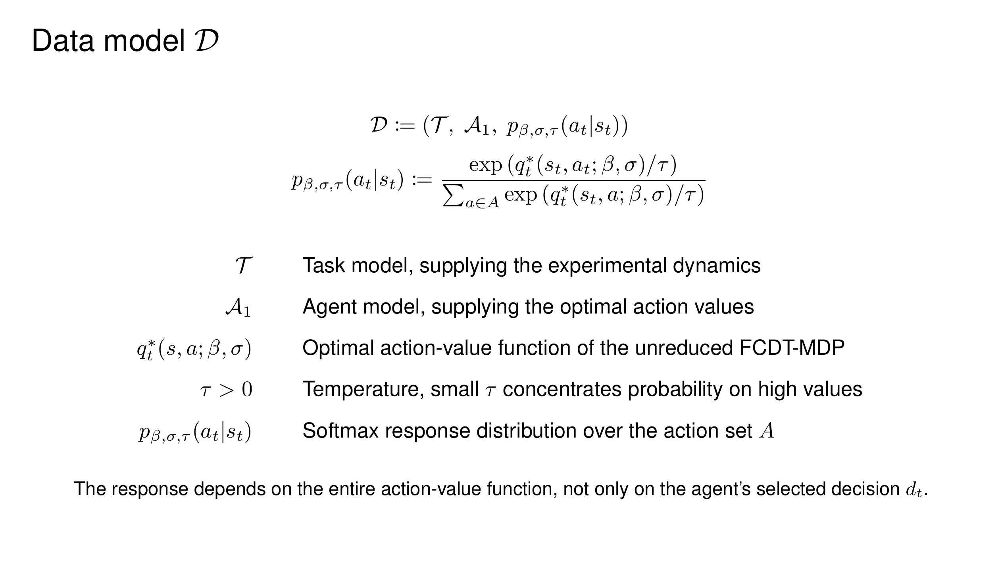 Data model 𝒟
𝒟 := (𝒯, 𝒜₁, p_{β,σ,τ}(a_t|s_t))
p_{β,σ,τ}(a_t|s_t) := exp (q_t^*(s_t, a_t; β, σ)/τ) / ∑_{a∈A} exp (q_t^*(s_t, a; β, σ)/τ)
𝒯 Task model, supplying the experimental dynamics
𝒜₁ Agent model, supplying the optimal action values
q_t^*(s, a; β, σ) Optimal action-value function of the unreduced FCDT-MDP
τ > 0 Temperature, small τ concentrates probability on high values
p_{β,σ,τ}(a_t|s_t) Softmax response distribution over the action set A
The response depends on the entire action-value function, not only on the agent's selected decision d_t.